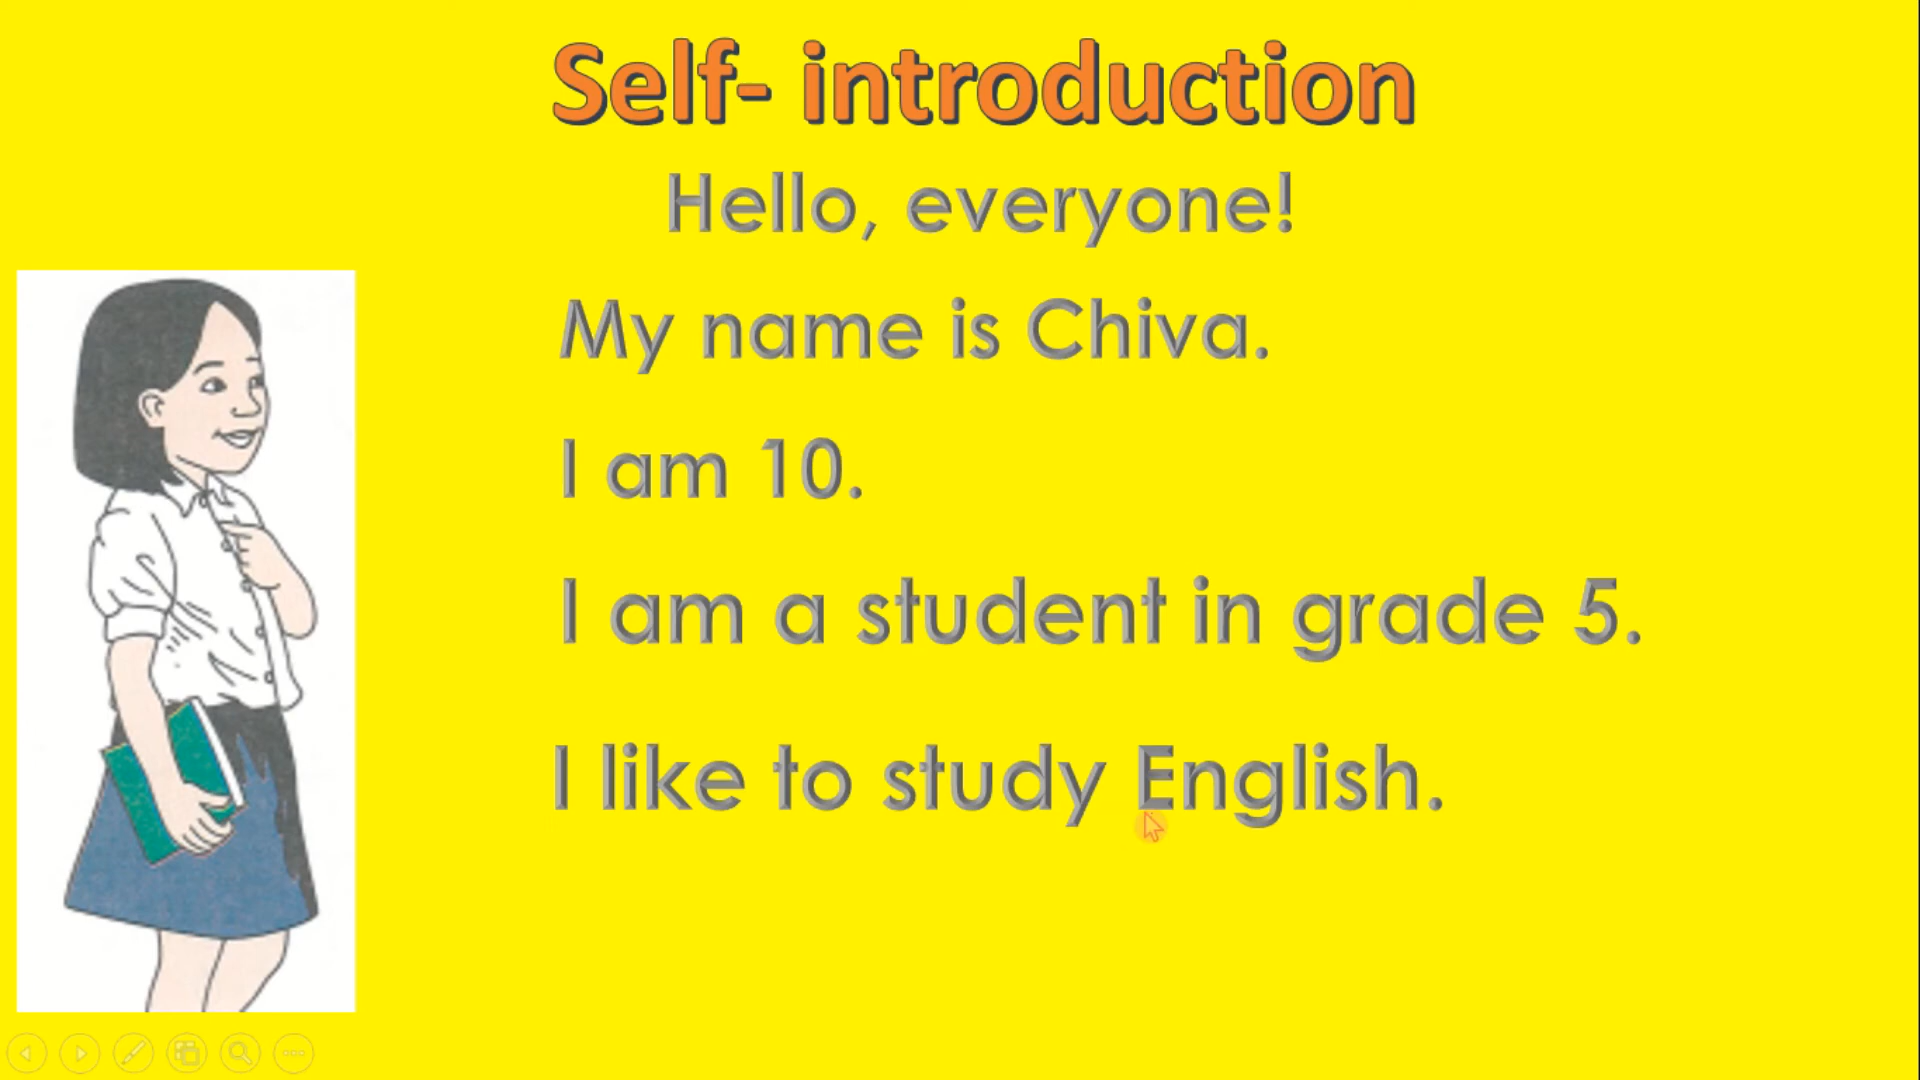 Self- introduction
Hello, everyone!
My name is Chiva.
I am 10.
I am a student in grade 5.
I like to study English.